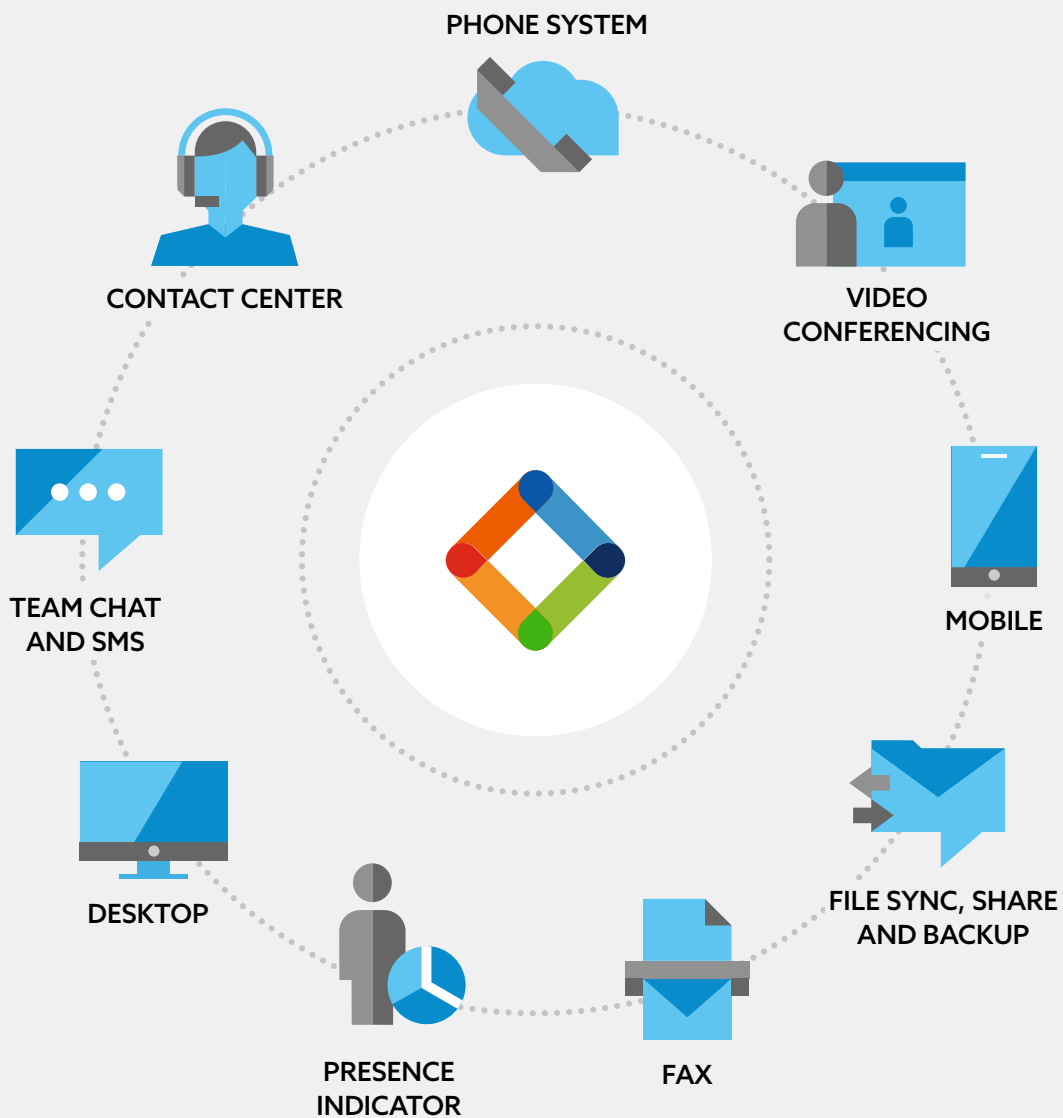 PHONE SYSTEM
CONTACT CENTER
VIDEO
CONFERENCING
TEAM CHAT
AND SMS
MOBILE
DESKTOP
FILE SYNC, SHARE
AND BACKUP
PRESENCE
INDICATOR
FAX